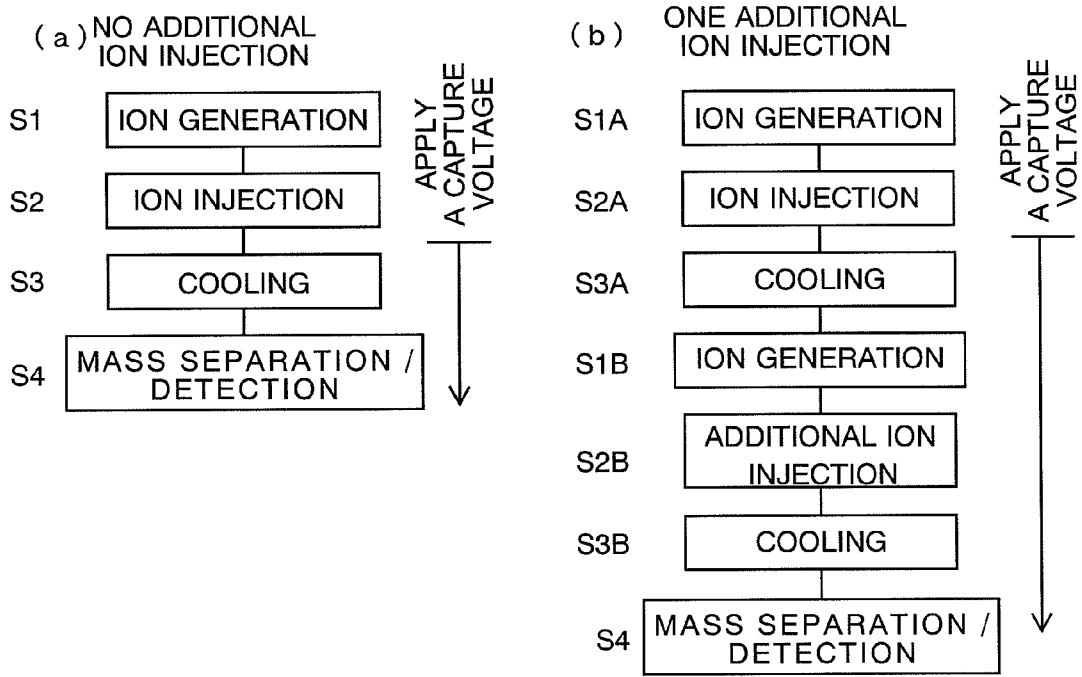 (a) NO ADDITIONAL
ION INJECTION
S1 ION GENERATION
S2 ION INJECTION
S3 COOLING
S4 MASS SEPARATION /
DETECTION
APPLY
A CAPTURE
VOLTAGE
(b) ONE ADDITIONAL
ION INJECTION
S1A ION GENERATION
S2A ION INJECTION
S3A COOLING
S1B ION GENERATION
S2B ADDITIONAL ION
INJECTION
S3B COOLING
S4 MASS SEPARATION /
DETECTION
APPLY
A CAPTURE
VOLTAGE